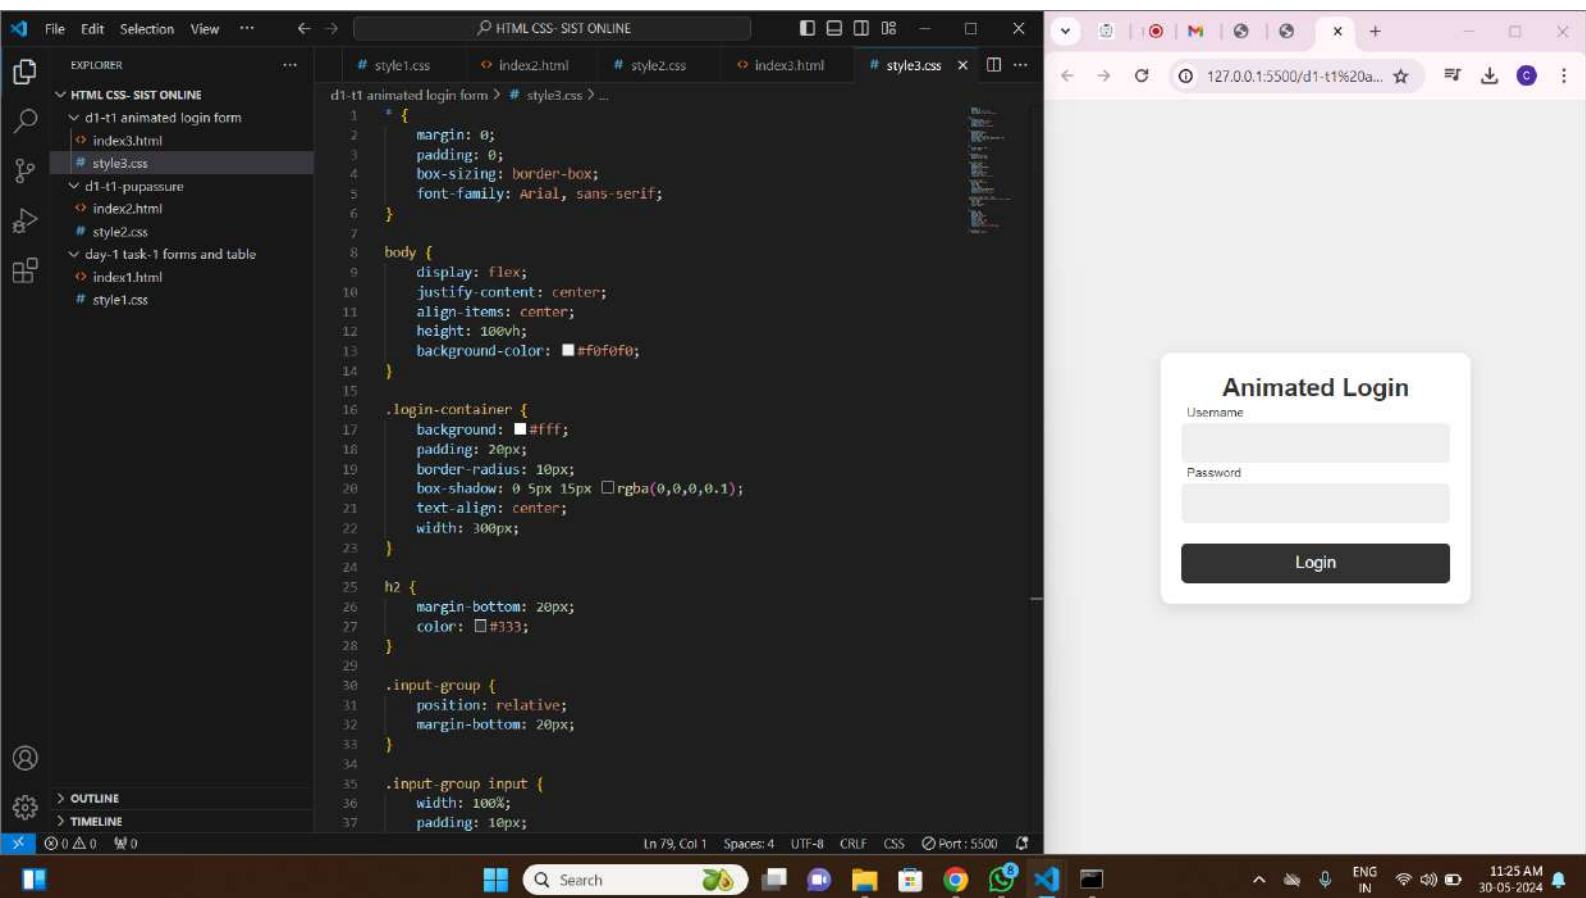 File Edit Selection View ··· HTML CSS- SIST ONLINE
EXPLORER ···
HTML CSS- SIST ONLINE
d1-t1 animated login form
index3.html
# style3.css
d1-t1-pupassure
index2.html
# style2.css
day-1 task-1 forms and table
index1.html
# style1.css
OUTLINE
TIMELINE
# style1.css index2.html # style2.css index3.html # style3.css
d1-t1 animated login form > # style3.css > ...
1 * {
2 margin: 0;
3 padding: 0;
4 box-sizing: border-box;
5 font-family: Arial, sans-serif;
6 }
7
8 body {
9 display: flex;
10 justify-content: center;
11 align-items: center;
12 height: 100vh;
13 background-color: #f0f0f0;
14 }
15
16 .login-container {
17 background: #fff;
18 padding: 20px;
19 border-radius: 10px;
20 box-shadow: 0 5px 15px rgba(0,0,0,0.1);
21 text-align: center;
22 width: 300px;
23 }
24
25 h2 {
26 margin-bottom: 20px;
27 color: #333;
28 }
29
30 .input-group {
31 position: relative;
32 margin-bottom: 20px;
33 }
34
35 .input-group input {
36 width: 100%;
37 padding: 10px;
0 0 0 Ln 79, Col 1 Spaces: 4 UTF-8 CRLF CSS Port : 5500
127.0.0.1:5500/d1-t1%20a... C
Animated Login
Username
Password
Login
Search 8 ENG IN 11:25 AM 30-05-2024